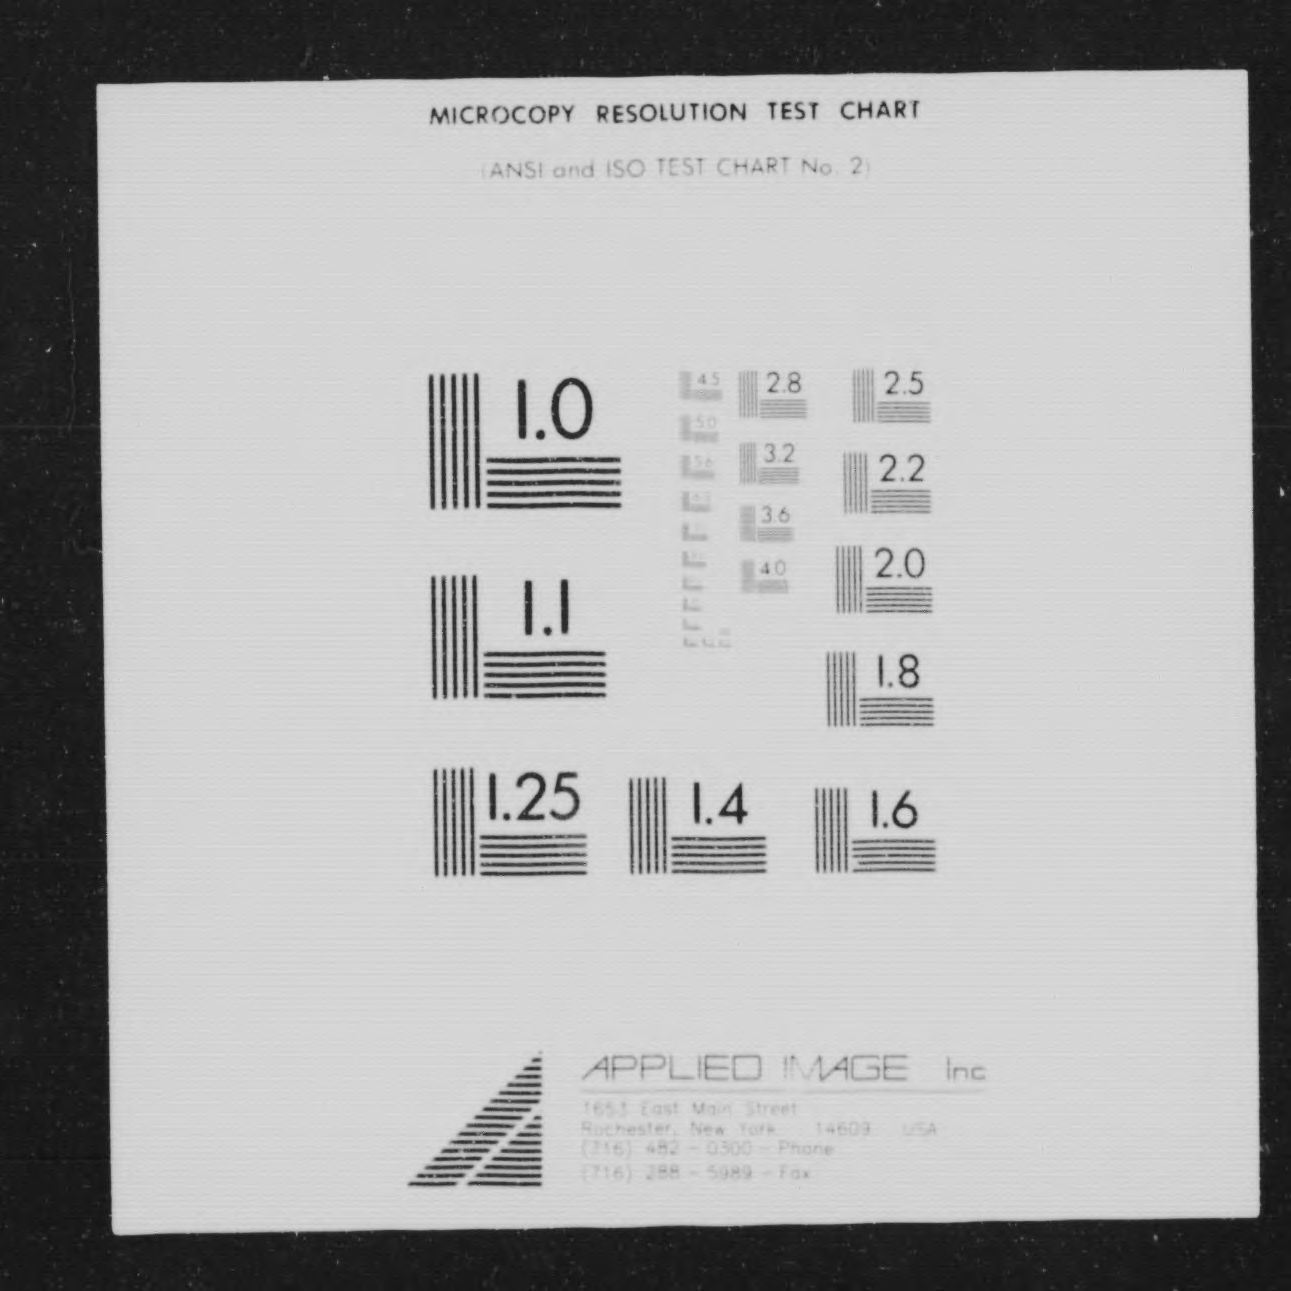 MICROCOPY RESOLUTION TEST CHART
(ANSI and ISO TEST CHART No. 2)
1.0
4.5
2.8
2.5
5.0
3.2
2.2
5.6
3.6
2.0
4.0
1.1
1.8
1.25
1.4
1.6
APPLIED IMAGE Inc
1653 East Main Street
Rochester, New York 14609 USA
(716) 482 - 0300 - Phone
(716) 288 - 5989 - Fax